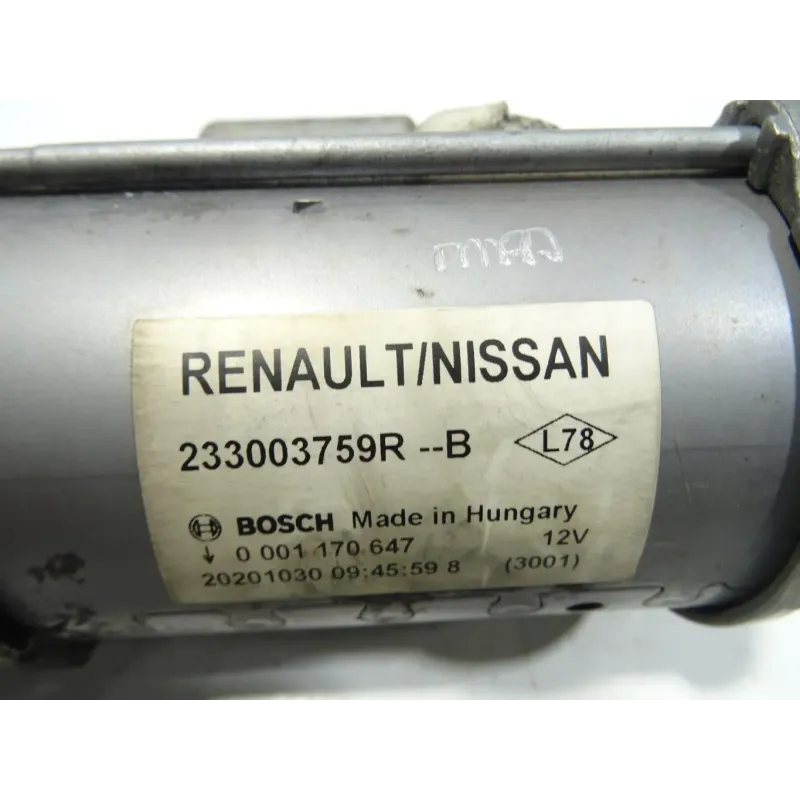 RENAULT/NISSAN
233003759R --B L78
BOSCH Made in Hungary
0 001 170 647 12V
20201030 09:45:59 8 (3001)